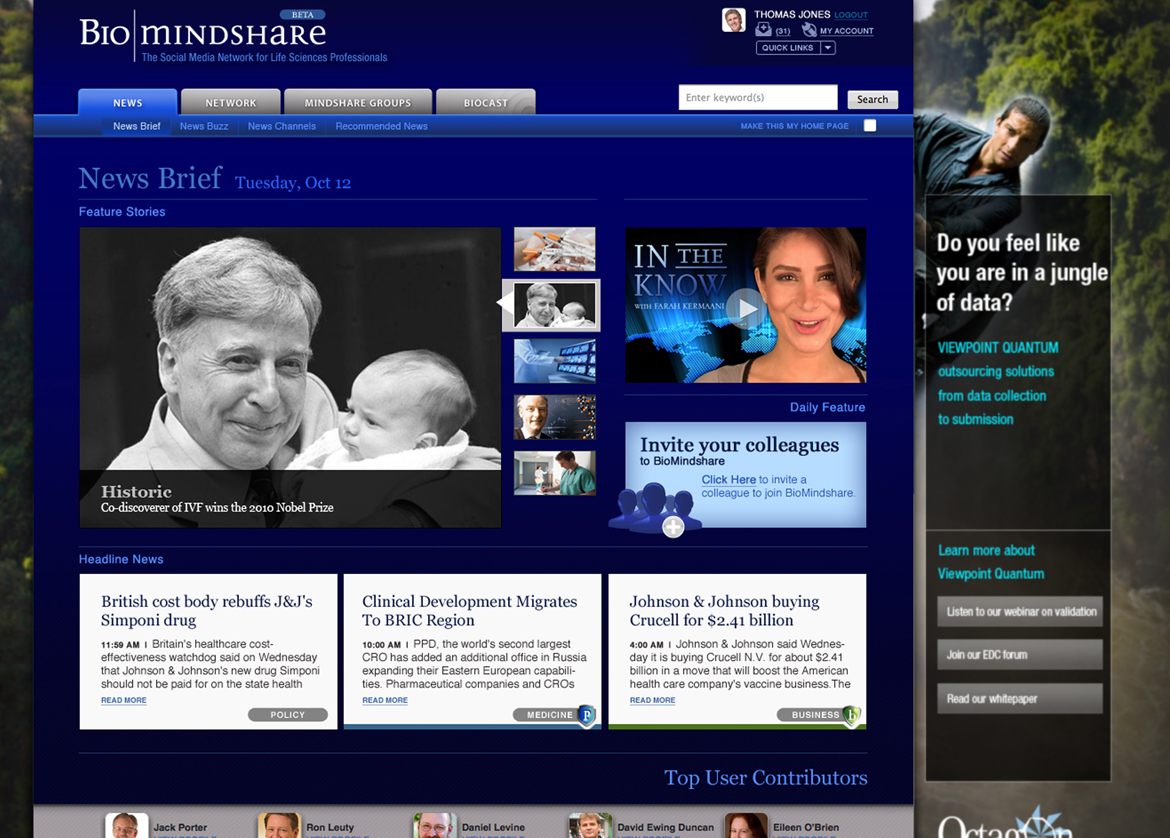 BETA
BIO|MINDSHARE
The Social Media Network for Life Sciences Professionals
THOMAS JONES LOGOUT
(31) MY ACCOUNT
QUICK LINKS
NEWS
NETWORK
MINDSHARE GROUPS
BIOCAST
Enter keyword(s)
Search
News Brief
News Buzz
News Channels
Recommended News
MAKE THIS MY HOME PAGE
News Brief Tuesday, Oct 12
Feature Stories
Historic
Co-discoverer of IVF wins the 2010 Nobel Prize
IN THE
KNOW
WITH FARAH KERMAANI
Daily Feature
Invite your colleagues
to BioMindshare
Click Here to invite a
colleague to join BioMindshare.
Headline News
British cost body rebuffs J&J's
Simponi drug
11:59 AM | Britain's healthcare cost-
effectiveness watchdog said on Wednesday
that Johnson & Johnson's new drug Simponi
should not be paid for on the state health
READ MORE
POLICY
Clinical Development Migrates
To BRIC Region
10:00 AM | PPD, the world's second largest
CRO has added an additional office in Russia
expanding their Eastern European capabili-
ties. Pharmaceutical companies and CROs
READ MORE
MEDICINE
p
Johnson & Johnson buying
Crucell for $2.41 billion
4:00 AM | Johnson & Johnson said Wednes-
day it is buying Crucell N.V. for about $2.41
billion in a move that will boost the American
health care company's vaccine business.The
READ MORE
BUSINESS
b
Top User Contributors
Jack Porter
Ron Leuty
Daniel Levine
David Ewing Duncan
Eileen O'Brien
Do you feel like
you are in a jungle
of data?
VIEWPOINT QUANTUM
outsourcing solutions
from data collection
to submission
Learn more about
Viewpoint Quantum
Listen to our webinar on validation
Join our EDC forum
Read our whitepaper
Octagon